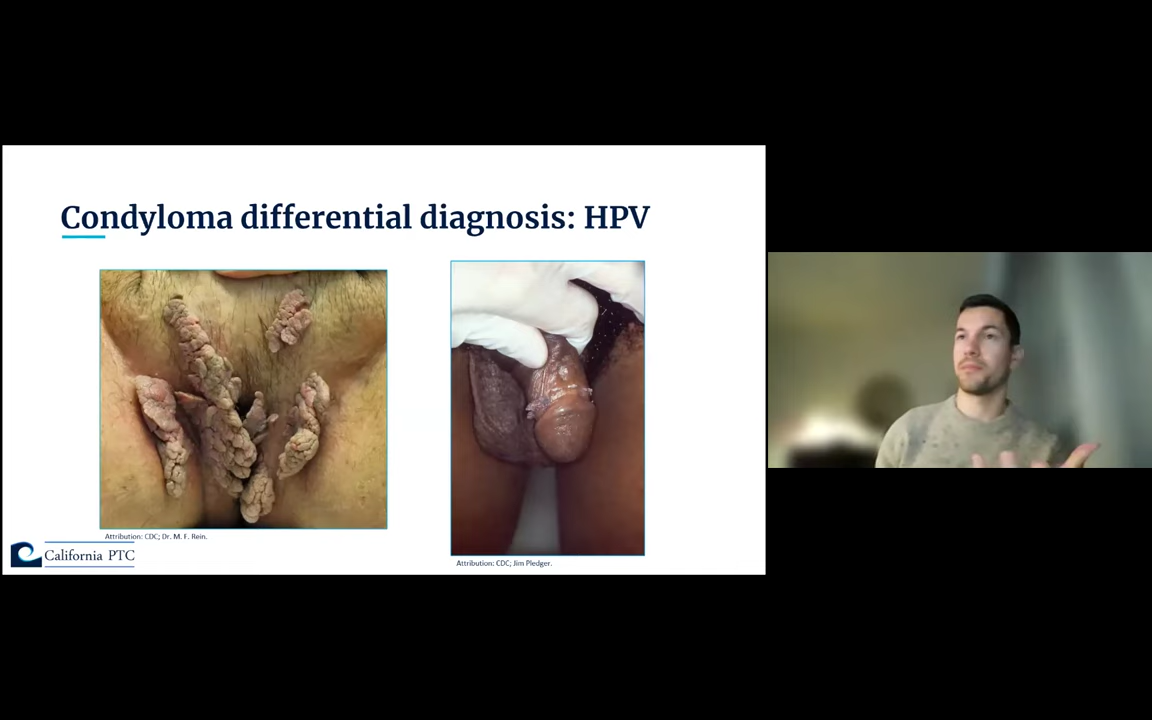 Condyloma differential diagnosis: HPV
Attribution: CDC; Dr. M. F. Rein.
Attribution: CDC; Jim Pledger.
California PTC